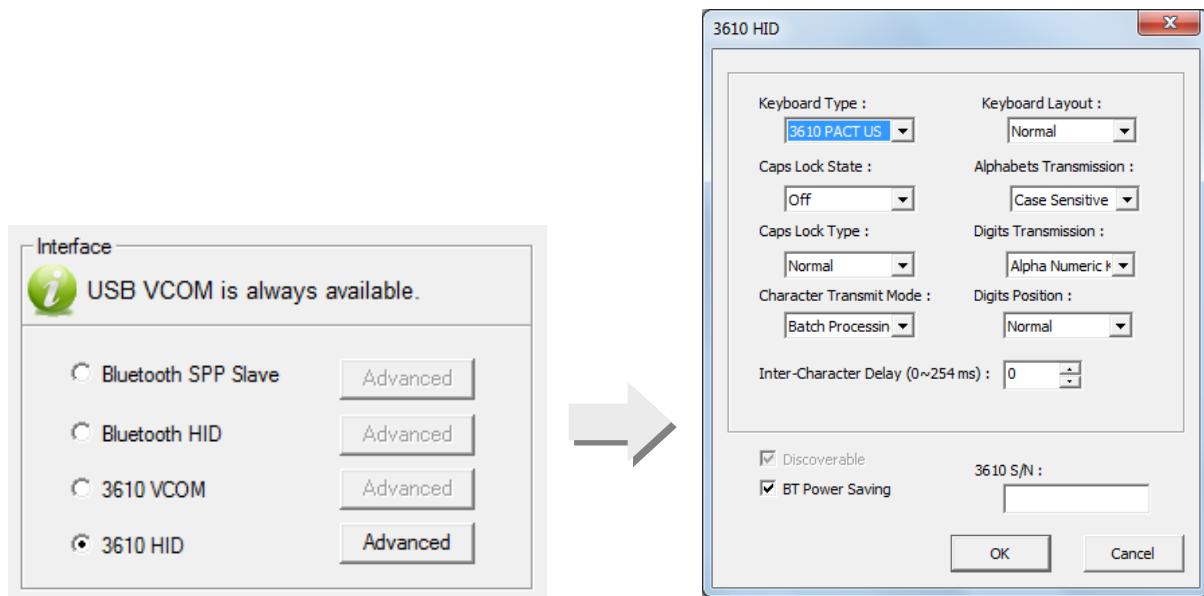 Interface
USB VCOM is always available.
Bluetooth SPP Slave Advanced
Bluetooth HID Advanced
3610 VCOM Advanced
3610 HID Advanced
3610 HID
Keyboard Type : Keyboard Layout :
3610 PACT US Normal
Caps Lock State : Alphabets Transmission :
Off Case Sensitive
Caps Lock Type : Digits Transmission :
Normal Alpha Numeric K
Character Transmit Mode : Digits Position :
Batch Processin Normal
Inter-Character Delay (0~254 ms) : 0
Discoverable
3610 S/N :
BT Power Saving
OK Cancel